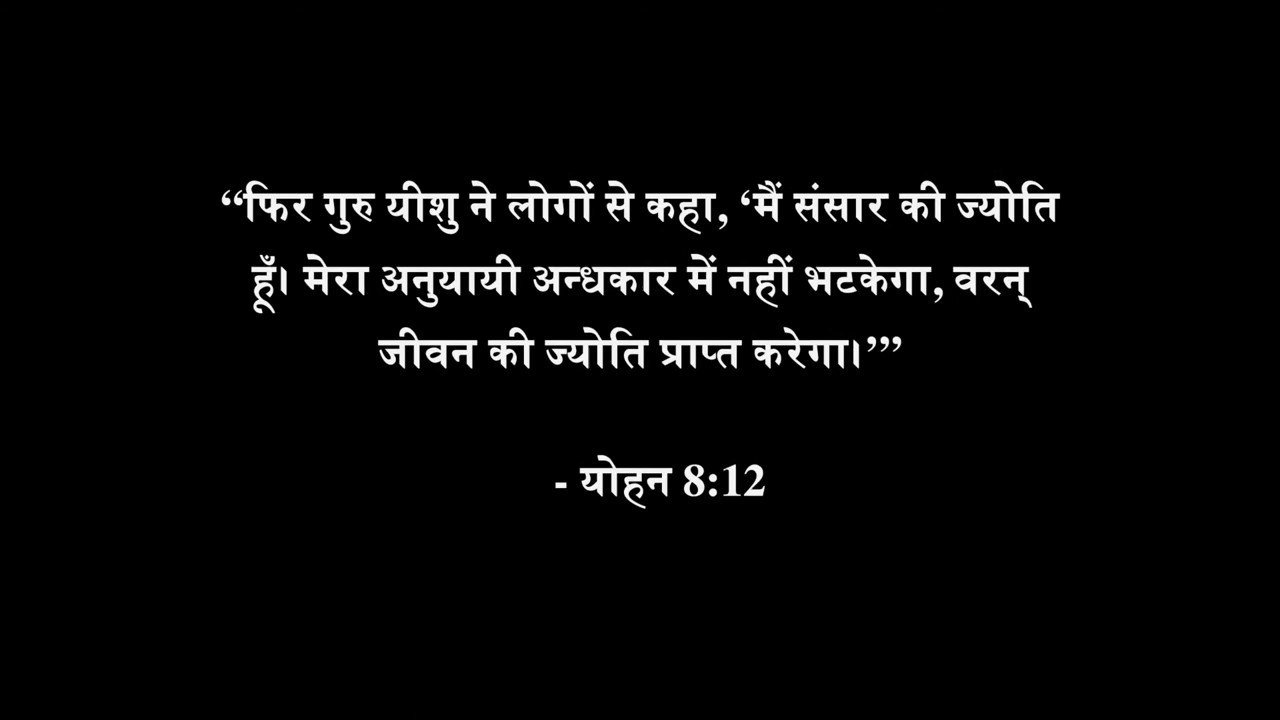 “फिर गुरु यीशु ने लोगों से कहा, ‘मैं संसार की ज्योति
हूँ। मेरा अनुयायी अन्धकार में नहीं भटकेगा, वरन्
जीवन की ज्योति प्राप्त करेगा।’”
- योहन 8:12